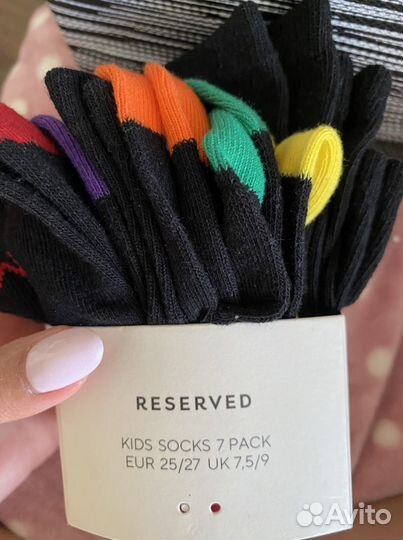 RESERVED
KIDS SOCKS 7 PACK
EUR 25/27 UK 7,5/9
Avito